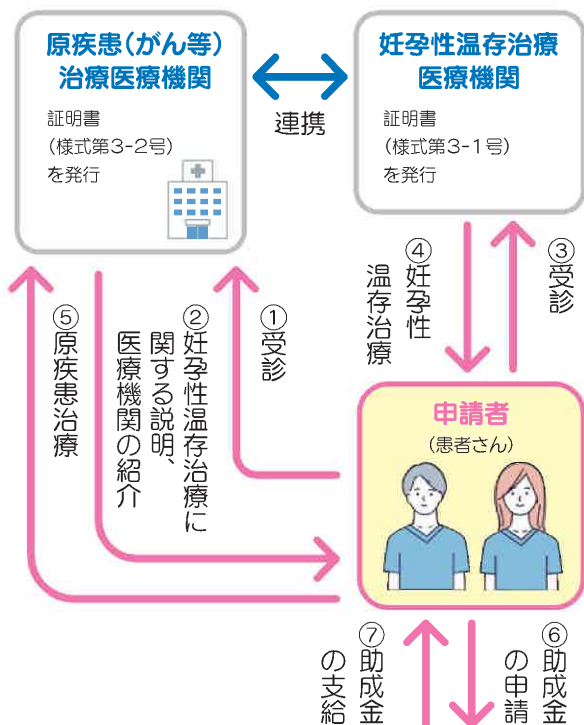 原疾患(がん等)
治療医療機関
証明書
(様式第3-2号)
を発行
連携
妊孕性温存治療
医療機関
証明書
(様式第3-1号)
を発行
①受診
②妊孕性温存治療に
関する説明、
医療機関の紹介
③受診
④妊孕性
温存治療
⑤原疾患治療
申請者
(患者さん)
⑥助成金
の申請
⑦助成金
の支給